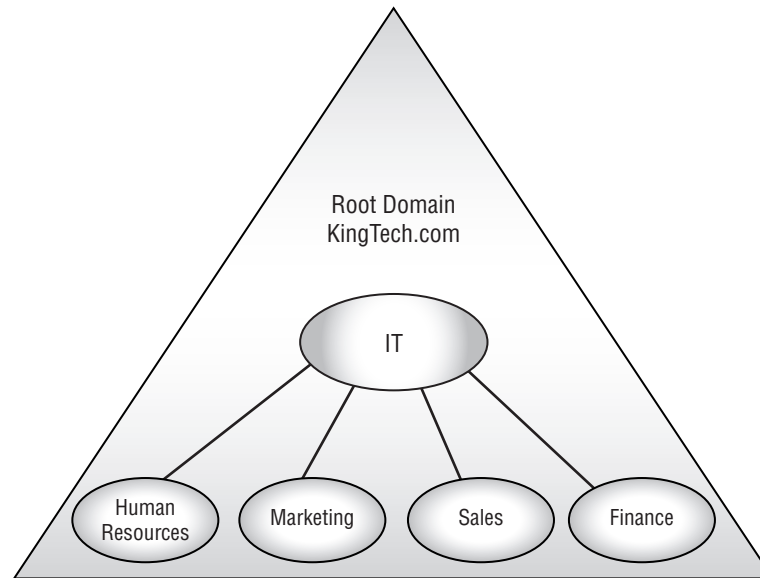 Root Domain
KingTech.com
IT
Human
Resources
Marketing
Sales
Finance